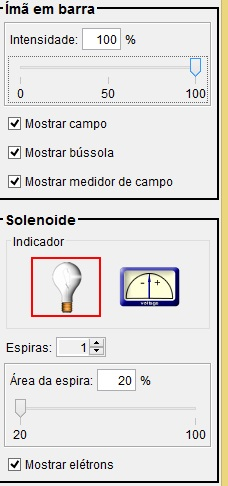 Ímã em barra
Intensidade: 100 %
0 50 100
Mostrar campo
Mostrar bússola
Mostrar medidor de campo
Solenoide
Indicador
- +
voltage
Espiras: 1
Área da espira: 20 %
20 100
Mostrar elétrons